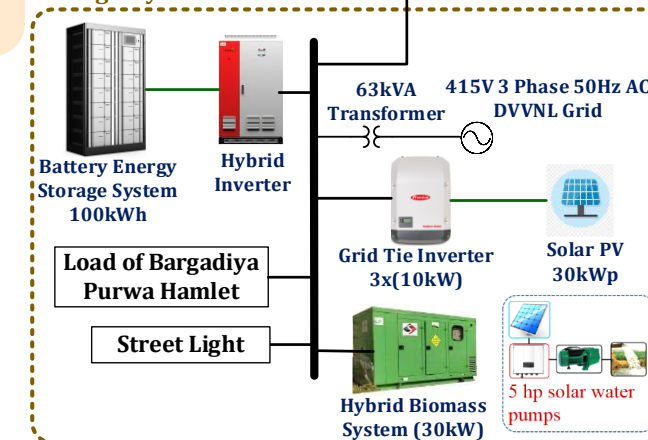 63kVA
Transformer
415V 3 Phase 50Hz AC
DVVNL Grid
Battery Energy
Storage System
100kWh
Hybrid
Inverter
Grid Tie Inverter
3x(10kW)
Solar PV
30kWp
Load of Bargadiya
Purwa Hamlet
Street Light
Hybrid Biomass
System (30kW)
5 hp solar water
pumps